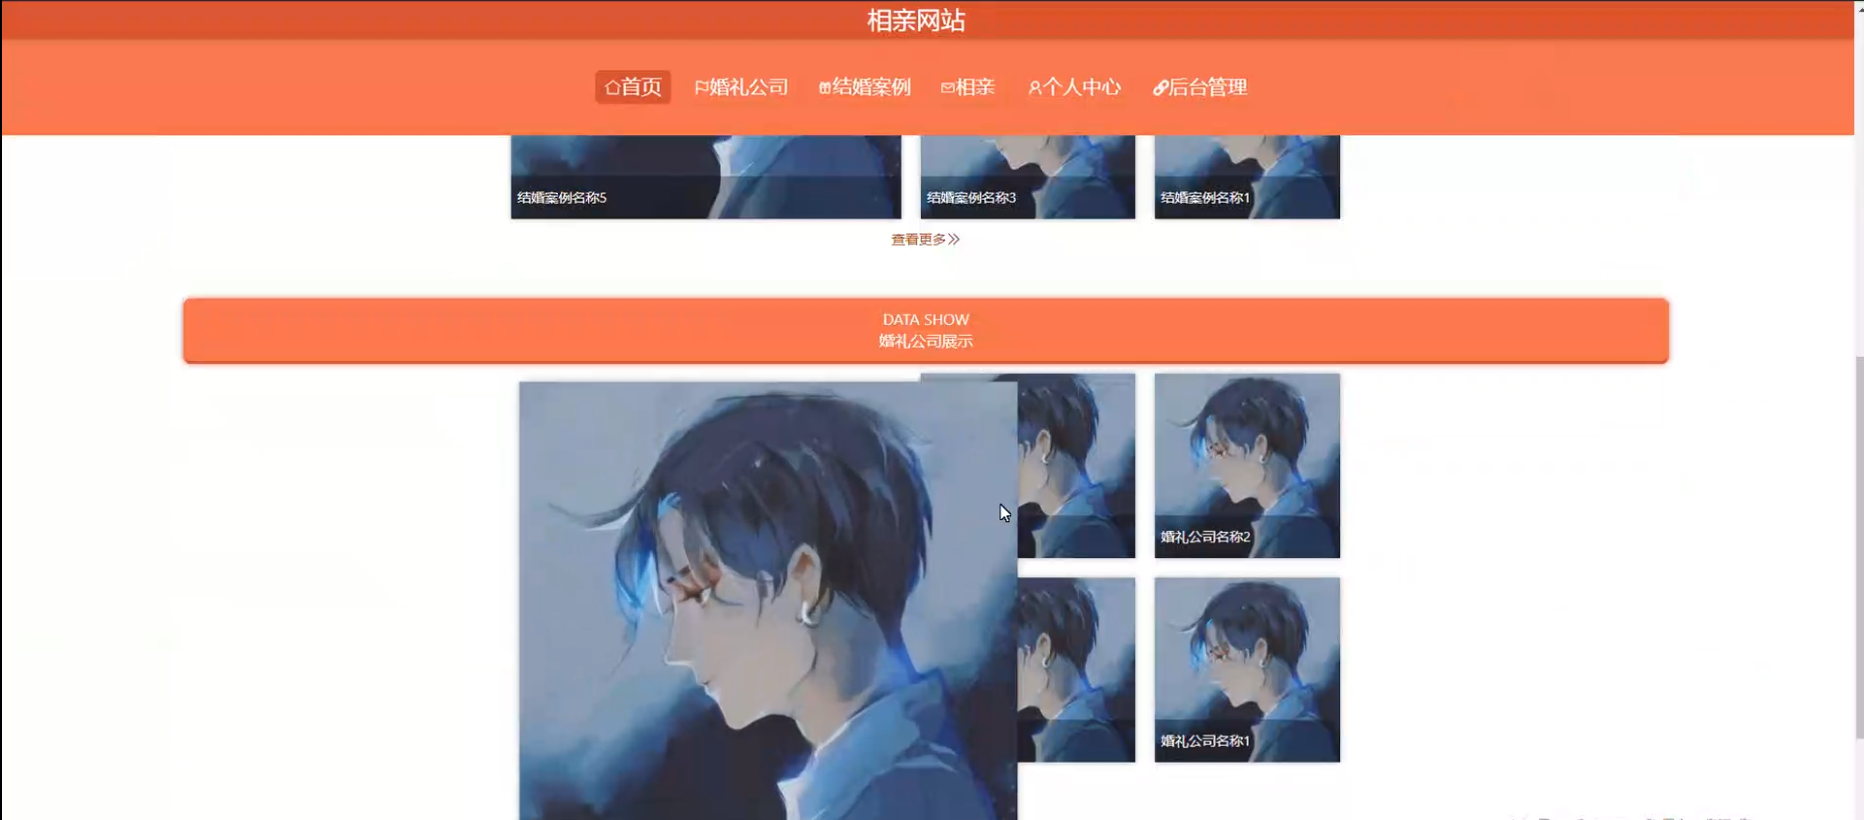 相亲网站
首页 婚礼公司 结婚案例 相亲 个人中心 后台管理
结婚案例名称5 结婚案例名称3 结婚案例名称1
查看更多
DATA SHOW
婚礼公司展示
婚礼公司名称2
婚礼公司名称1